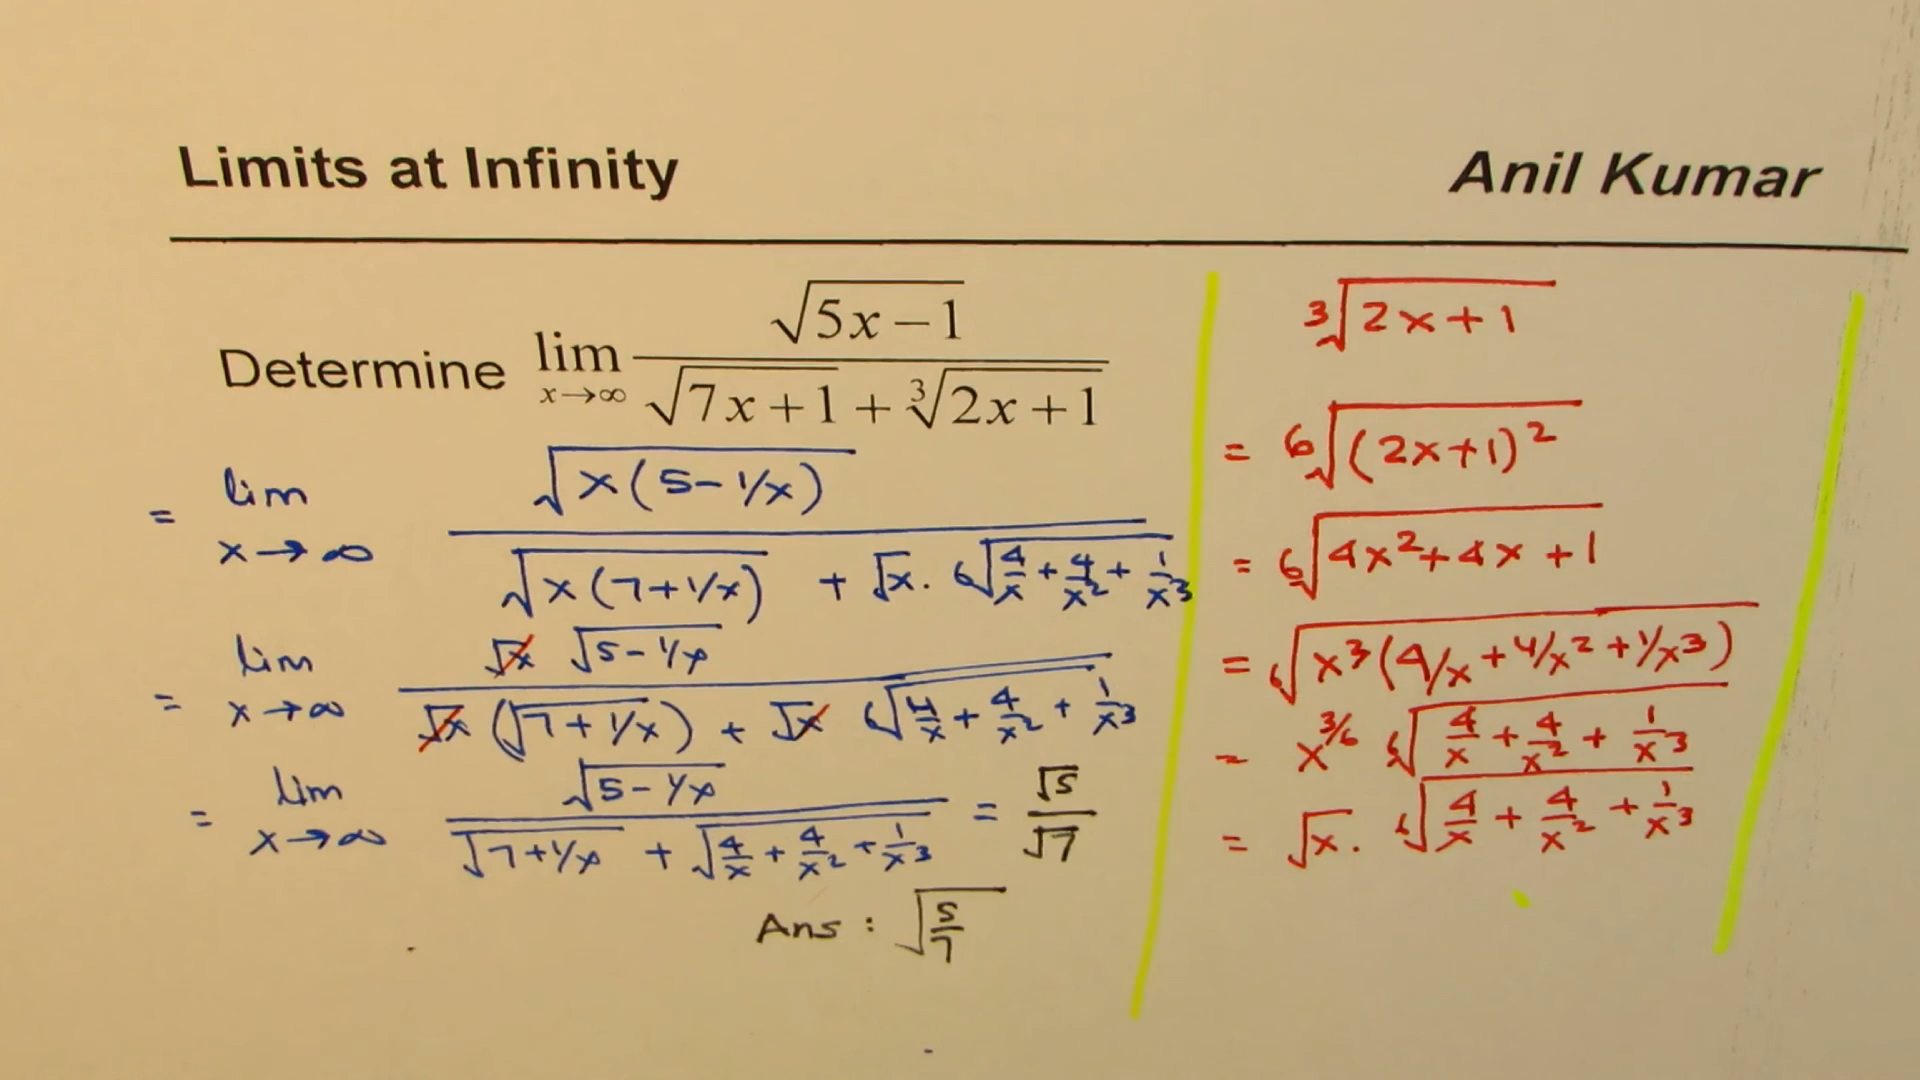 Limits at Infinity
Anil Kumar
Determine lim x→∞ √(5x−1) / (√(7x+1) + ∛(2x+1))
= lim x→∞ √(x(5−1/x)) / (√(x(7+1/x)) + √x · ⁶√(4/x + 4/x² + 1/x³))
= lim x→∞ √x √(5−1/x) / (√x (√(7+1/x)) + √x ⁶√(4/x + 4/x² + 1/x³))
= lim x→∞ √(5−1/x) / (√(7+1/x) + √(4/x + 4/x² + 1/x³)) = √5/√7
Ans : √(5/7)
³√(2x+1)
= ⁶√((2x+1)²)
= ⁶√(4x²+4x+1)
= ⁶√(x³(4/x+4/x²+1/x³))
= x^(3/6) ⁶√(4/x + 4/x² + 1/x³)
= √x · ⁶√(4/x + 4/x² + 1/x³)